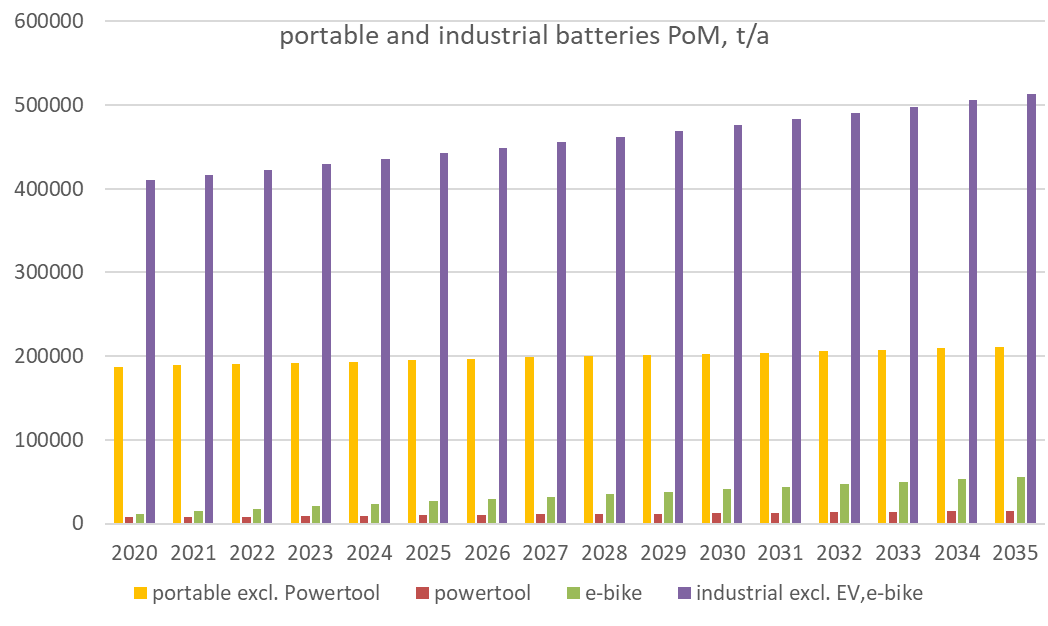 portable and industrial batteries PoM, t/a
600000
500000
400000
300000
200000
100000
0
2020 2021 2022 2023 2024 2025 2026 2027 2028 2029 2030 2031 2032 2033 2034 2035
portable excl. Powertool powertool e-bike industrial excl. EV,e-bike